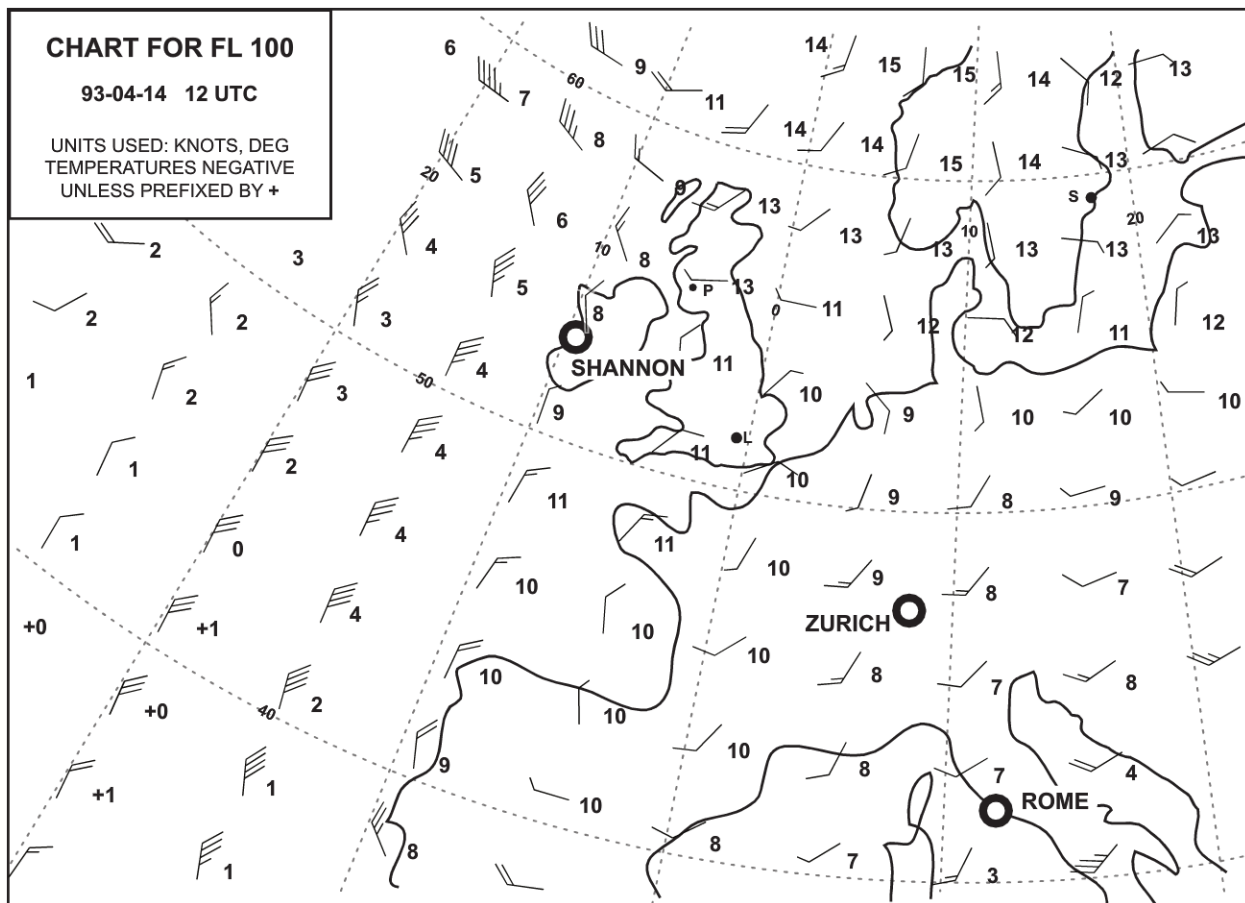 CHART FOR FL 100
93-04-14 12 UTC
UNITS USED: KNOTS, DEG
TEMPERATURES NEGATIVE
UNLESS PREFIXED BY +
6 9 14 15 15 14 12 13
60
7 11
8 14 14 15 14 13
5 9
20
6 13 S 20
4 13 13 10 13 13 13
2 3 10 8
5 P 13 11
2 2 3 8 0 12 12 11 12
SHANNON
1 2 3 50 4 11 10
9 9 10 10 10
1 2 4 11 L 10
11 9 8 9
1 0 4 11
10 10 9 8 7
+0 +1 4 10 ZURICH
10 10 8 7 8
+0 40 2 10
10 8 7 4
+1 1 9 10 ROME
8 8 7 3
1